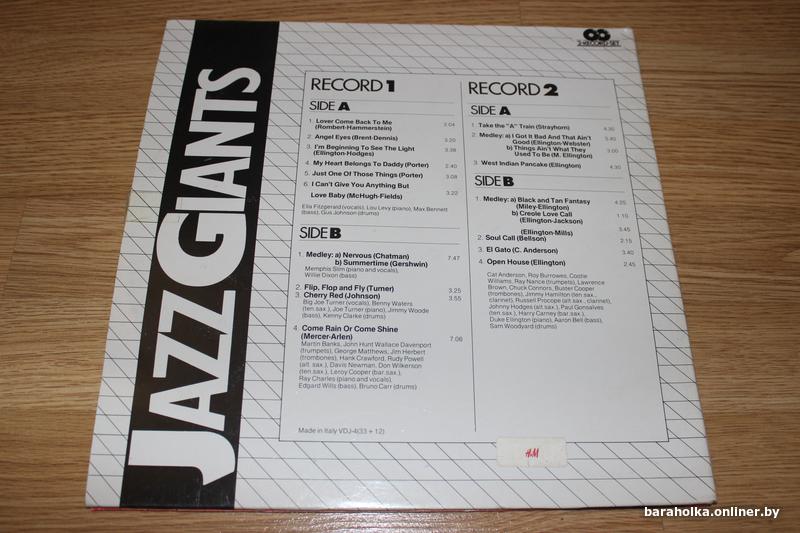 JAZZ GIANTS
2-RECORD SET
RECORD 1
SIDE A
1. Lover Come Back To Me
(Rombert-Hammerstein) 3.04
2. Angel Eyes (Brent-Dennis) 3.20
3. I'm Beginning To See The Light
(Ellington-Hodges) 3.38
4. My Heart Belongs To Daddy (Porter) 2.40
5. Just One Of Those Things (Porter) 3.08
6. I Can't Give You Anything But
Love Baby (McHugh-Fields) 3.22
Ella Fitzgerald (vocals), Lou Levy (piano), Max Bennett
(bass), Gus Johnson (drums)
SIDE B
1. Medley: a) Nervous (Chatman)
b) Summertime (Gershwin) 7.47
Memphis Slim (piano and vocals),
Willie Dixon (bass)
2. Flip, Flop and Fly (Turner) 3.25
3. Cherry Red (Johnson) 3.55
Big Joe Turner (vocals), Benny Waters
(ten.sax.), Joe Turner (piano), Jimmy Woode
(bass), Kenny Clarke (drums)
4. Come Rain Or Come Shine
(Mercer-Arlen) 7.06
Martin Banks, John Hunt Wallace Davenport
(trumpets), George Matthews, Jim Herbert
(trombones), Hank Crawford, Rudy Powell
(alt.sax.), Davis Newman, Don Wilkerson
(ten.sax.), Leroy Cooper (bar.sax.),
Ray Charles (piano and vocals),
Edgard Wills (bass), Bruno Carr (drums)
Made in Italy VDJ-4(33+12)
RECORD 2
SIDE A
1. Take the "A" Train (Strayhorn) 4.30
2. Medley: a) I Got It Bad And That Ain't 5.40
Good (Ellington-Webster)
b) Things Ain't What They 3.00
Used To Be (M. Ellington)
3. West Indian Pancake (Ellington) 4.30
SIDE B
1. Medley: a) Black and Tan Fantasy 4.25
(Miley-Ellington)
b) Creole Love Call 1.10
(Ellington-Jackson)
(Ellington-Mills) 3.45
2. Soul Call (Bellson) 2.15
3. El Gato (C. Anderson) 3.40
4. Open House (Ellington) 2.45
Cat Anderson, Roy Burrowes, Cootie
Williams, Ray Nance (trumpets), Lawrence
Brown, Chuck Connors, Buster Cooper
(trombones), Jimmy Hamilton (ten.sax.,
clarinet), Russell Procope (alt.sax., clarinet),
Johnny Hodges (alt.sax.), Paul Gonsalves
(ten.sax.), Harry Carney (bar.sax.),
Duke Ellington (piano), Aaron Bell (bass),
Sam Woodyard (drums)
H&M
baraholka.onliner.by